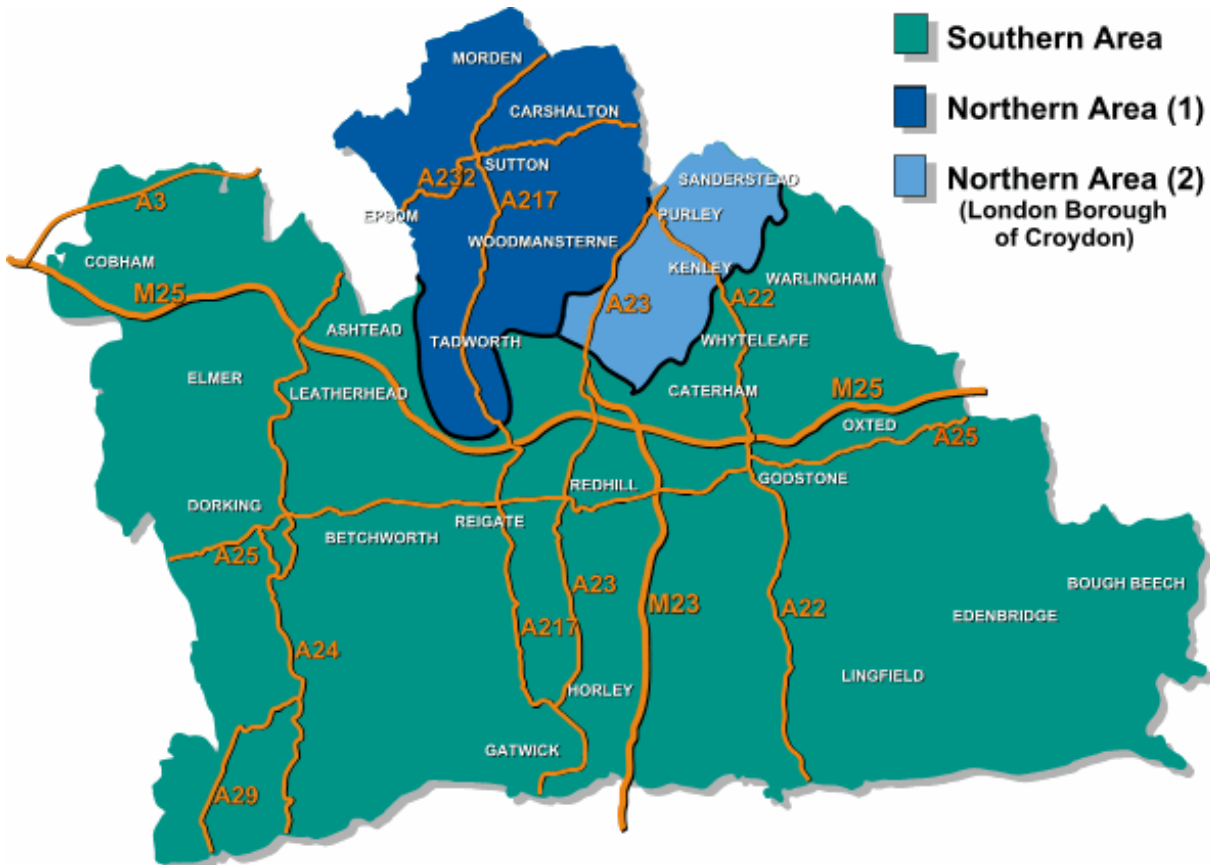 Southern Area
Northern Area (1)
Northern Area (2)
(London Borough
of Croydon)
MORDEN
CARSHALTON
SUTTON
A232
SANDERSTEAD
A3
A217
EPSOM
PURLEY
WOODMANSTERNE
COBHAM
KENLEY
WARLINGHAM
M25
A23
A22
ASHTEAD
TADWORTH
WHYTELEAFE
ELMER
LEATHERHEAD
CATERHAM
M25
OXTED
A25
REDHILL
GODSTONE
DORKING
REIGATE
BETCHWORTH
A25
A23
M23
A22
BOUGH BEECH
EDENBRIDGE
A217
A24
LINGFIELD
HORLEY
GATWICK
A29